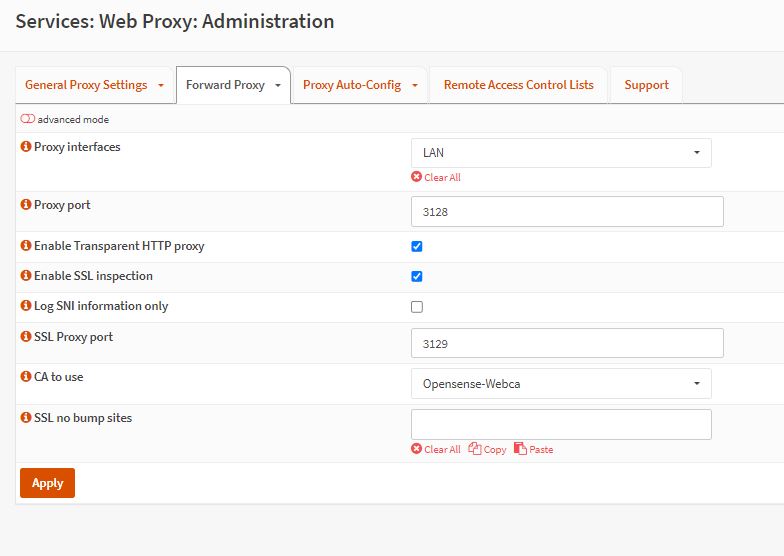 Services: Web Proxy: Administration
General Proxy Settings Forward Proxy Proxy Auto-Config Remote Access Control Lists Support
advanced mode
Proxy interfaces LAN
Clear All
Proxy port 3128
Enable Transparent HTTP proxy
Enable SSL inspection
Log SNI information only
SSL Proxy port 3129
CA to use Opensense-Webca
SSL no bump sites
Clear All Copy Paste
Apply